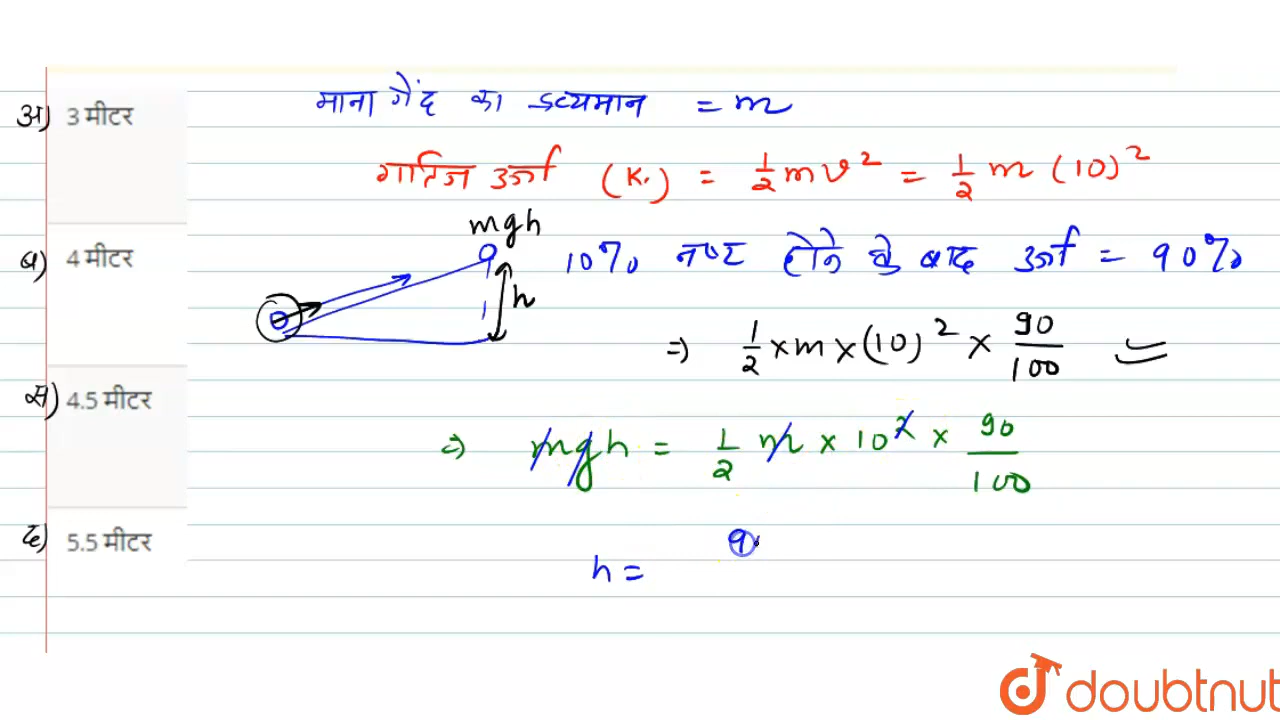 माना गेंद का द्रव्यमान = m
अ) 3 मीटर
गतिज ऊर्जा (K.) = 1/2 mv² = 1/2 m (10)²
mgh
10% नष्ट होने के बाद ऊर्जा = 90%
ब) 4 मीटर
h
=) 1/2 × m × (10)² × 90/100
स) 4.5 मीटर
=) mgh = 1/2 m × 10² × 90/100
द) 5.5 मीटर
9
h =
doubtnut